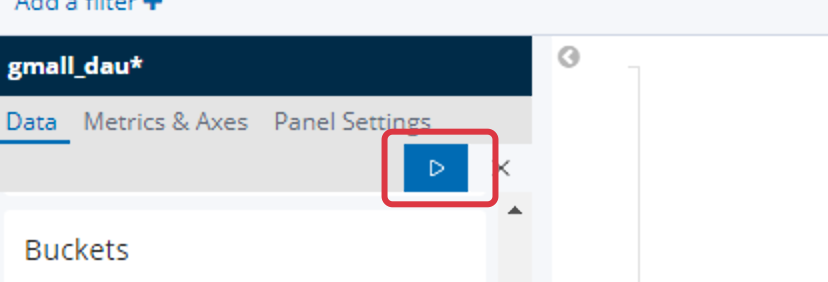 Add a filter +
gmall_dau*
Data Metrics & Axes Panel Settings
Buckets